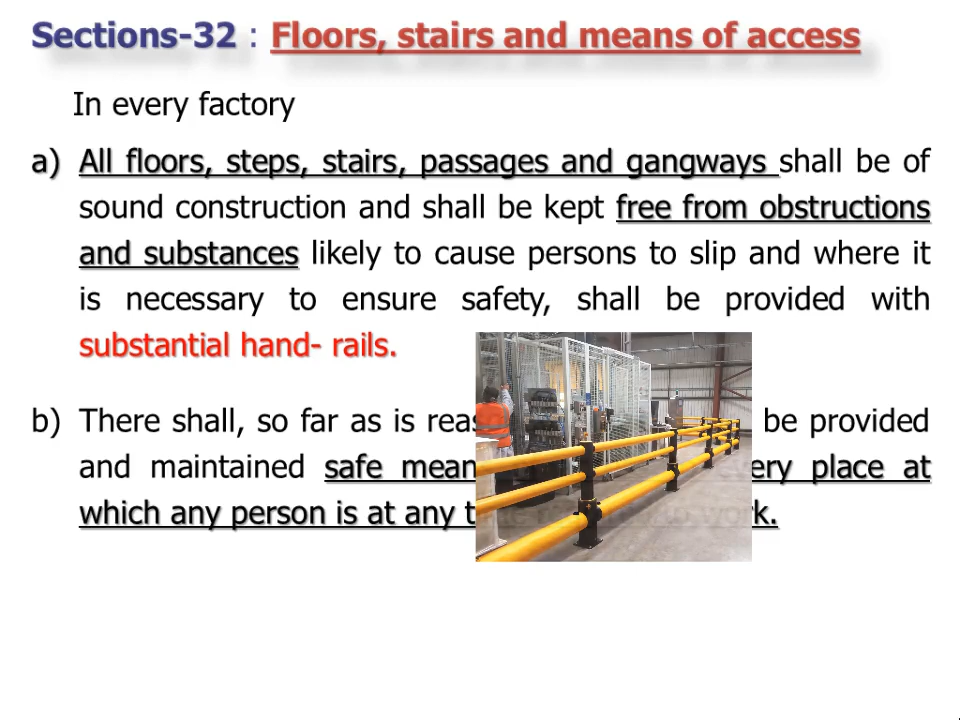 Sections-32 : Floors, stairs and means of access
In every factory
a) All floors, steps, stairs, passages and gangways shall be of
sound construction and shall be kept free from obstructions
and substances likely to cause persons to slip and where it
is necessary to ensure safety, shall be provided with
substantial hand- rails.
b) There shall, so far as is be provided
and maintained safe place at
which any person is at any